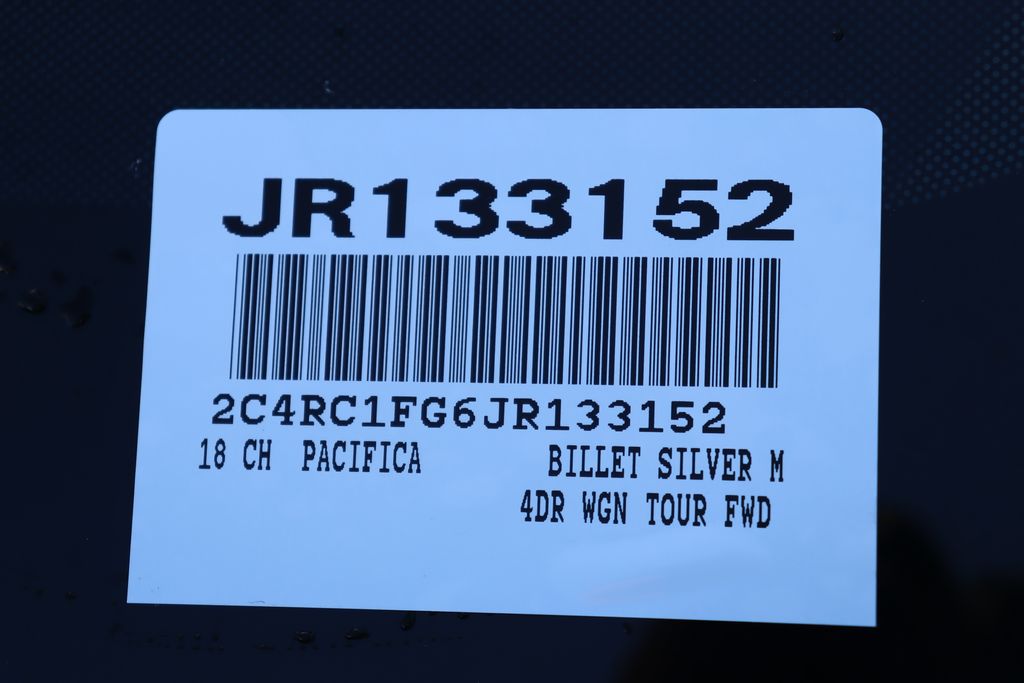 JR133152
2C4RC1FG6JR133152
18 CH PACIFICA BILLET SILVER M
4DR WGN TOUR FWD